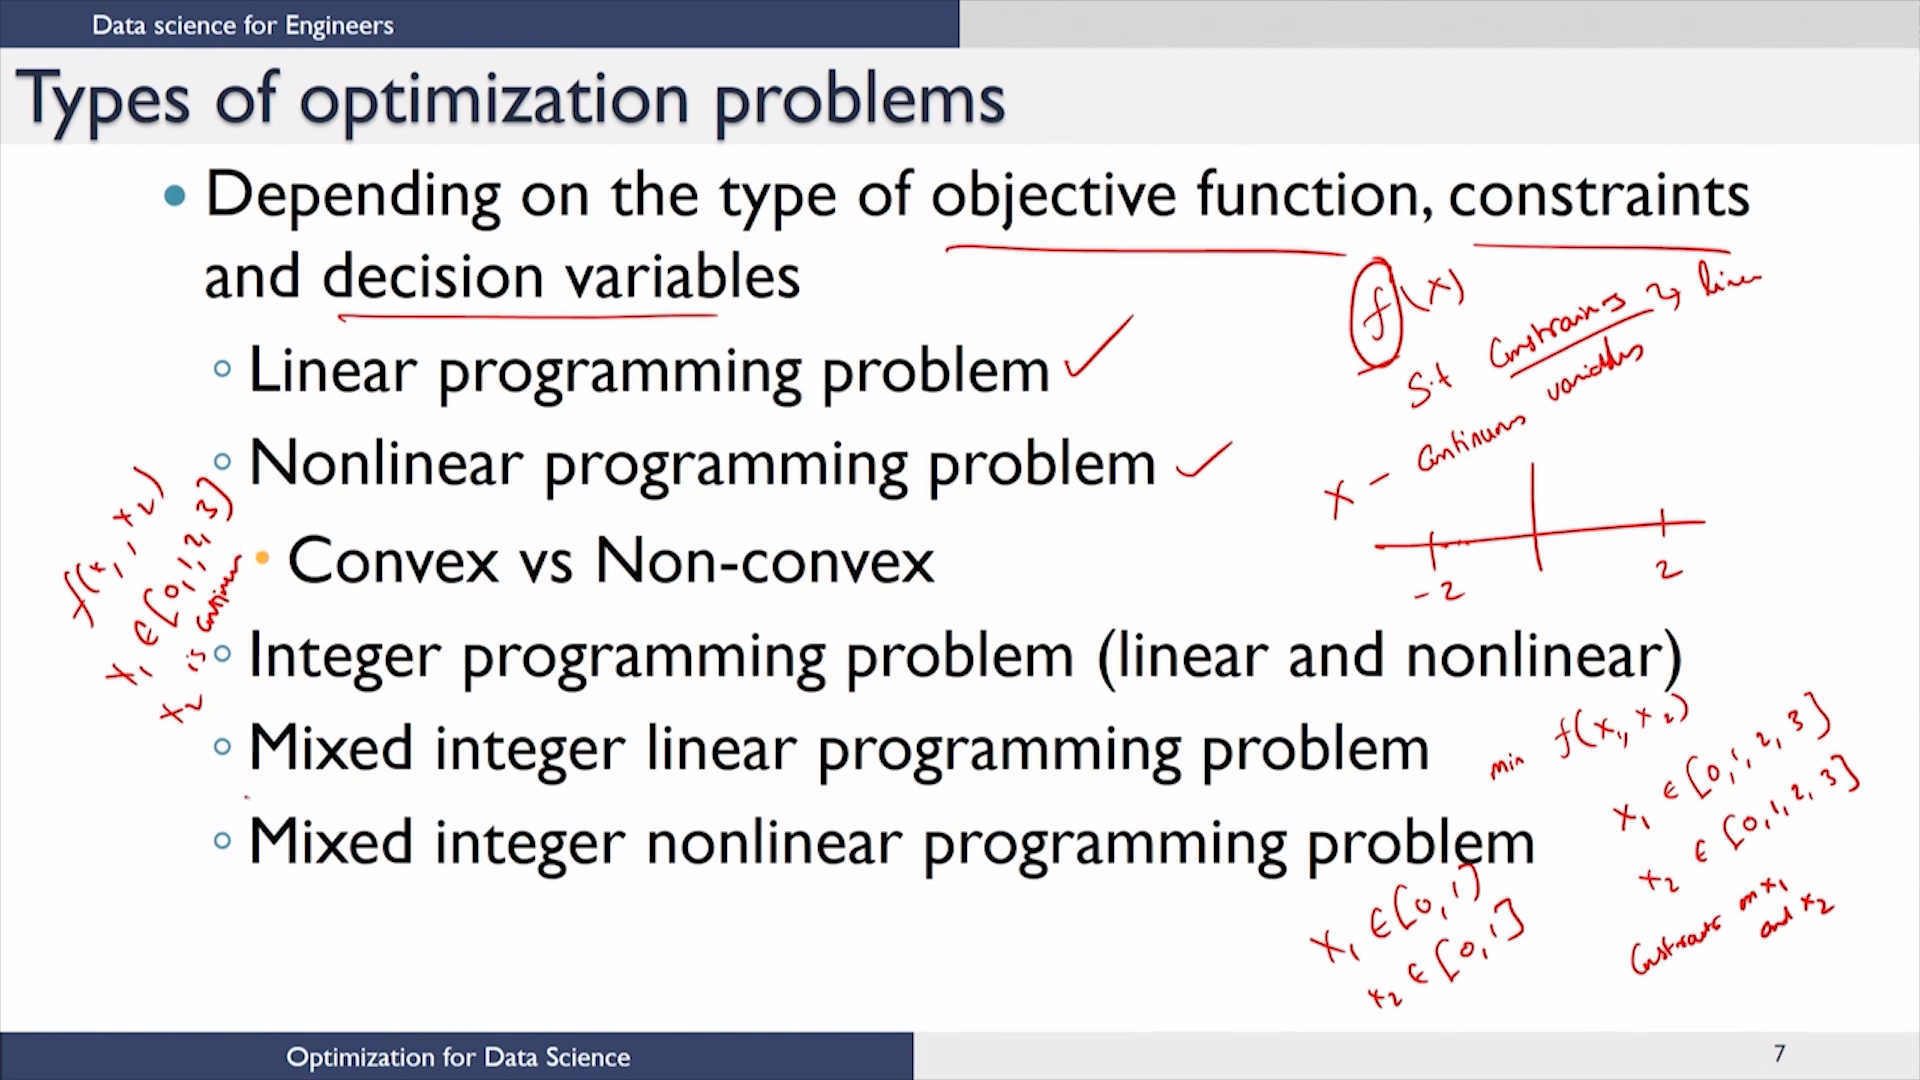 Data science for Engineers
Types of optimization problems
• Depending on the type of objective function, constraints
and decision variables
f(x)
S.t Constraints → linear
◦ Linear programming problem ✓
x - Continuous variables
◦ Nonlinear programming problem ✓
-2 2
• Convex vs Non-convex
f(x₁, x₂)
x₁ ∈ [0, 1, 2, 3]
x₂ is continuous
◦ Integer programming problem (linear and nonlinear)
◦ Mixed integer linear programming problem
min f(x₁, x₂)
x₁ ∈ [0, 1, 2, 3]
x₂ ∈ [0, 1, 2, 3]
Constraints on x₁
and x₂
◦ Mixed integer nonlinear programming problem
x₁ ∈ [0, 1]
x₂ ∈ [0, 1]
Optimization for Data Science
7